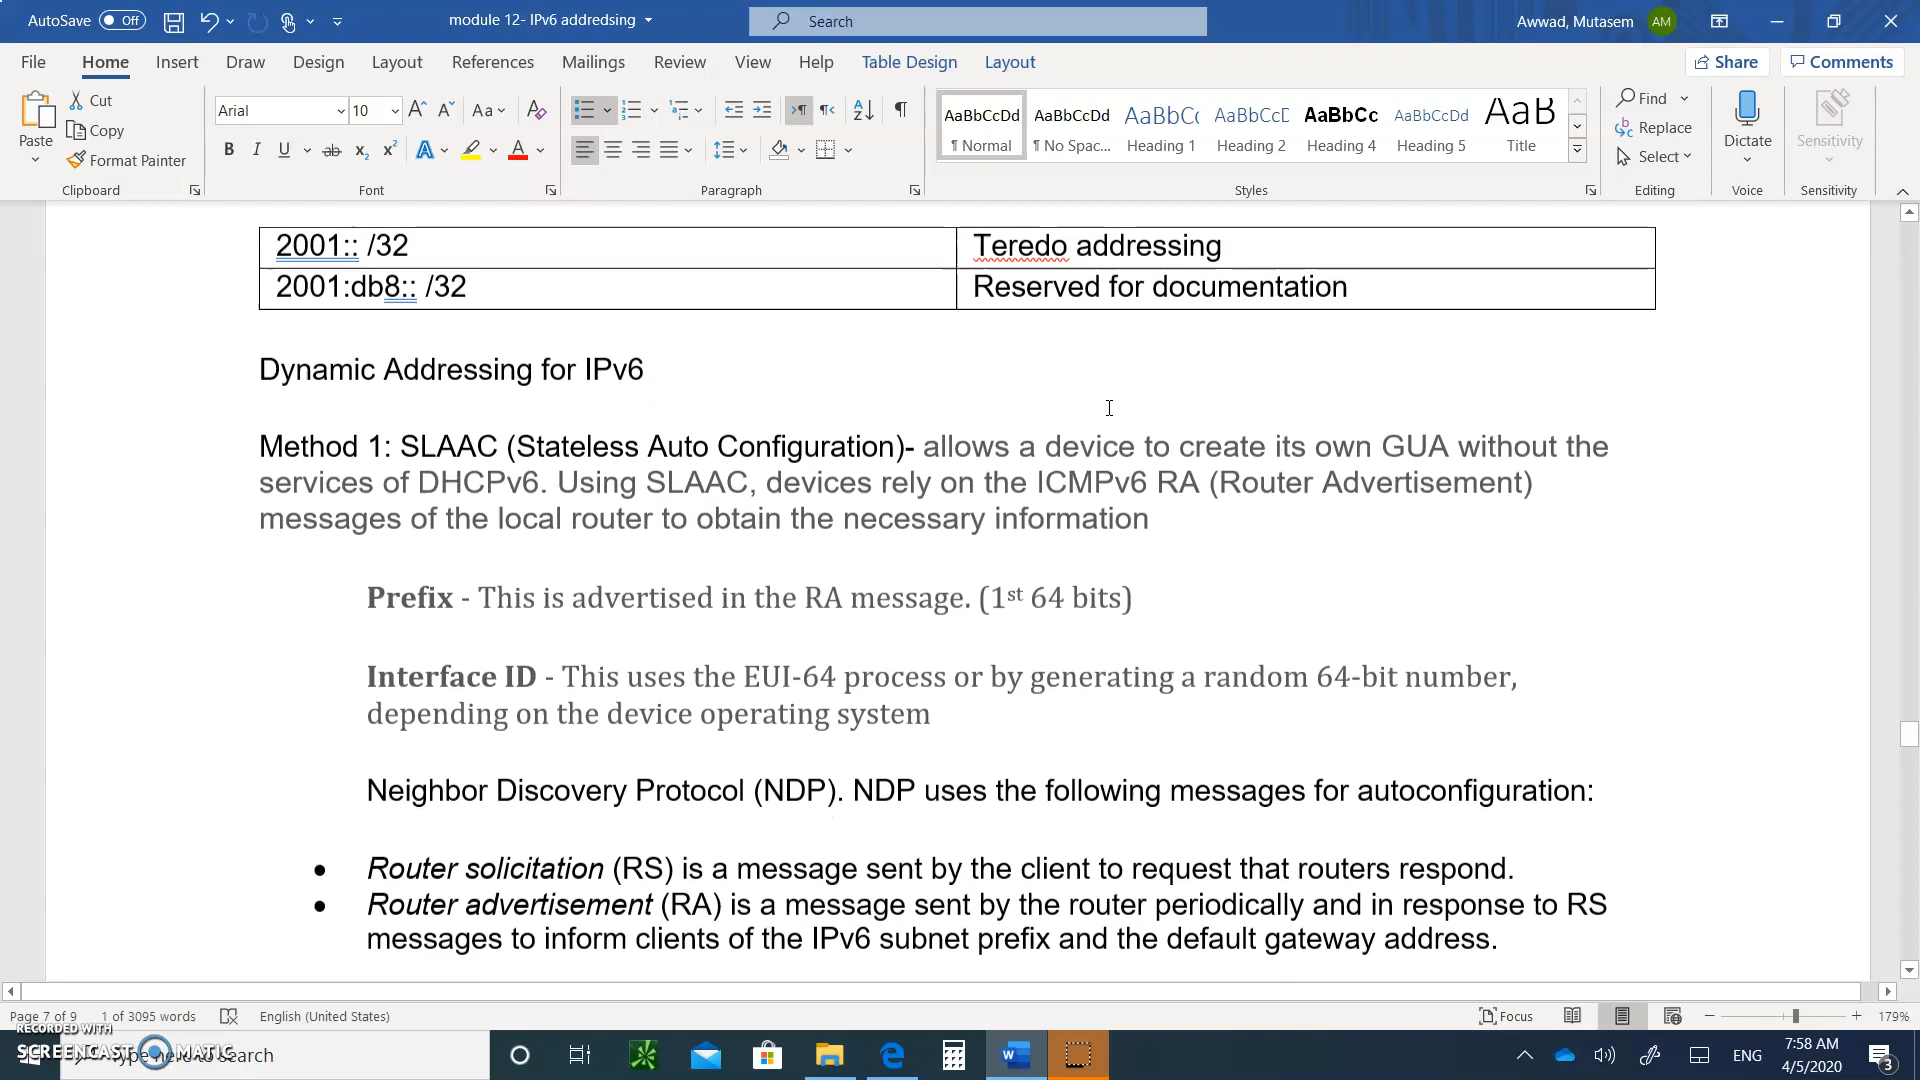 AutoSave Off module 12- IPv6 addredsing Search Awwad, Mutasem AM
File Home Insert Draw Design Layout References Mailings Review View Help Table Design Layout Share Comments
Paste
Cut
Copy
Format Painter
Clipboard
Arial 10
Font
Paragraph
AaBbCcDd AaBbCcDd AaBbC( AaBbCcD AaBbCc AaBbCcDd AaB
¶ Normal ¶ No Spac... Heading 1 Heading 2 Heading 4 Heading 5 Title
Styles
Find
Replace
Select
Editing
Dictate
Voice
Sensitivity
Sensitivity
2001:: /32 Teredo addressing
2001:db8:: /32 Reserved for documentation
Dynamic Addressing for IPv6
Method 1: SLAAC (Stateless Auto Configuration)- allows a device to create its own GUA without the
services of DHCPv6. Using SLAAC, devices rely on the ICMPv6 RA (Router Advertisement)
messages of the local router to obtain the necessary information
Prefix - This is advertised in the RA message. (1st 64 bits)
Interface ID - This uses the EUI-64 process or by generating a random 64-bit number,
depending on the device operating system
Neighbor Discovery Protocol (NDP). NDP uses the following messages for autoconfiguration:
• Router solicitation (RS) is a message sent by the client to request that routers respond.
• Router advertisement (RA) is a message sent by the router periodically and in response to RS
messages to inform clients of the IPv6 subnet prefix and the default gateway address.
Page 7 of 9 1 of 3095 words English (United States) Focus 179%
RECORDED WITH
SCREENCAST MATIC
Type here to search
ENG
7:58 AM
4/5/2020
3